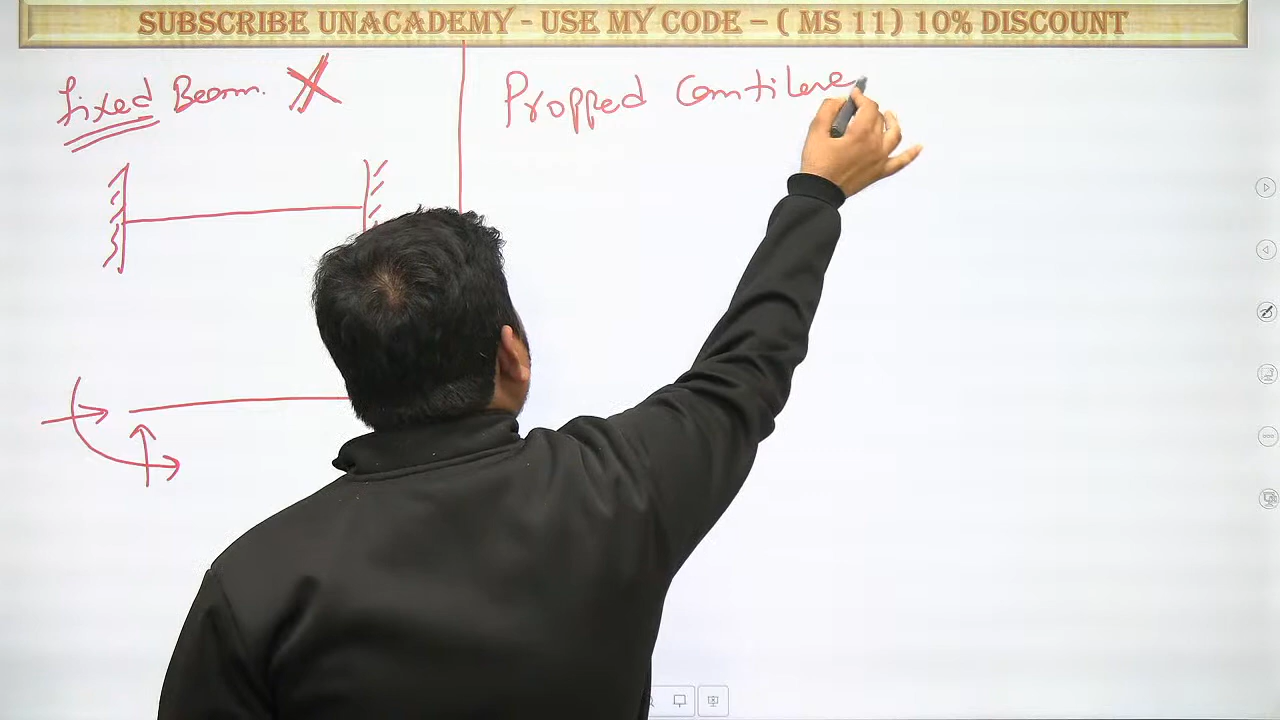 SUBSCRIBE UNACADEMY - USE MY CODE – ( MS 11) 10% DISCOUNT
Fixed Beam.
Propped Cantileve